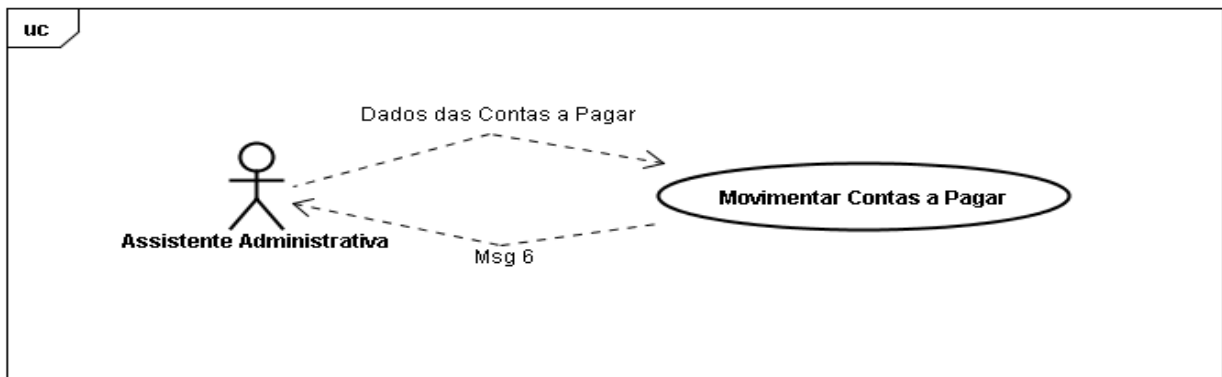 uc
Dados das Contas a Pagar
Movimentar Contas a Pagar
Assistente Administrativa
Msg 6